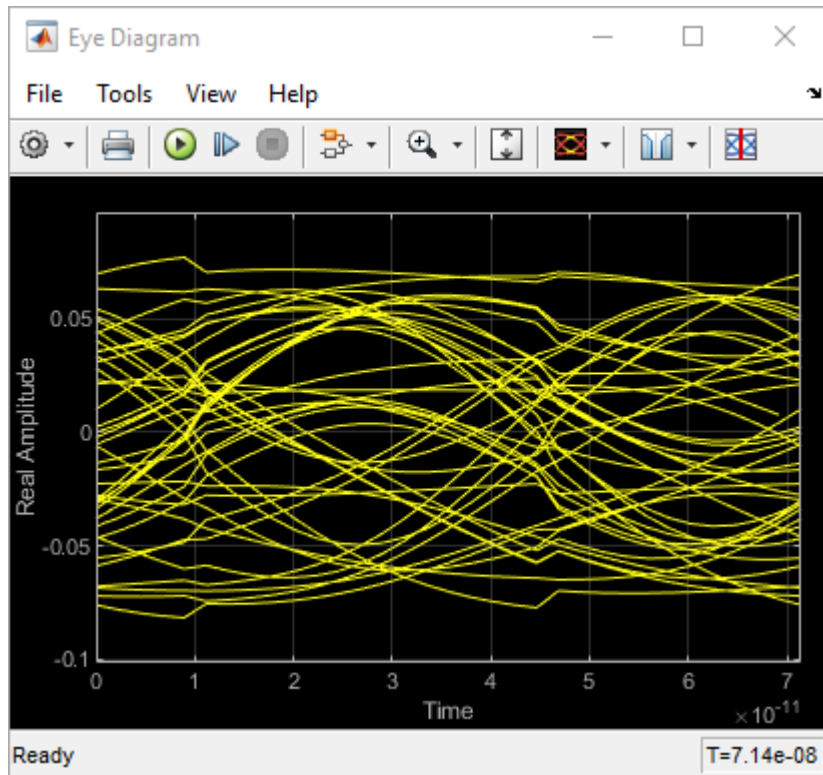 Eye Diagram
File Tools View Help
0.05
0
-0.05
-0.1
Real Amplitude
0 1 2 3 4 5 6 7
Time
×10⁻¹¹
Ready T=7.14e-08